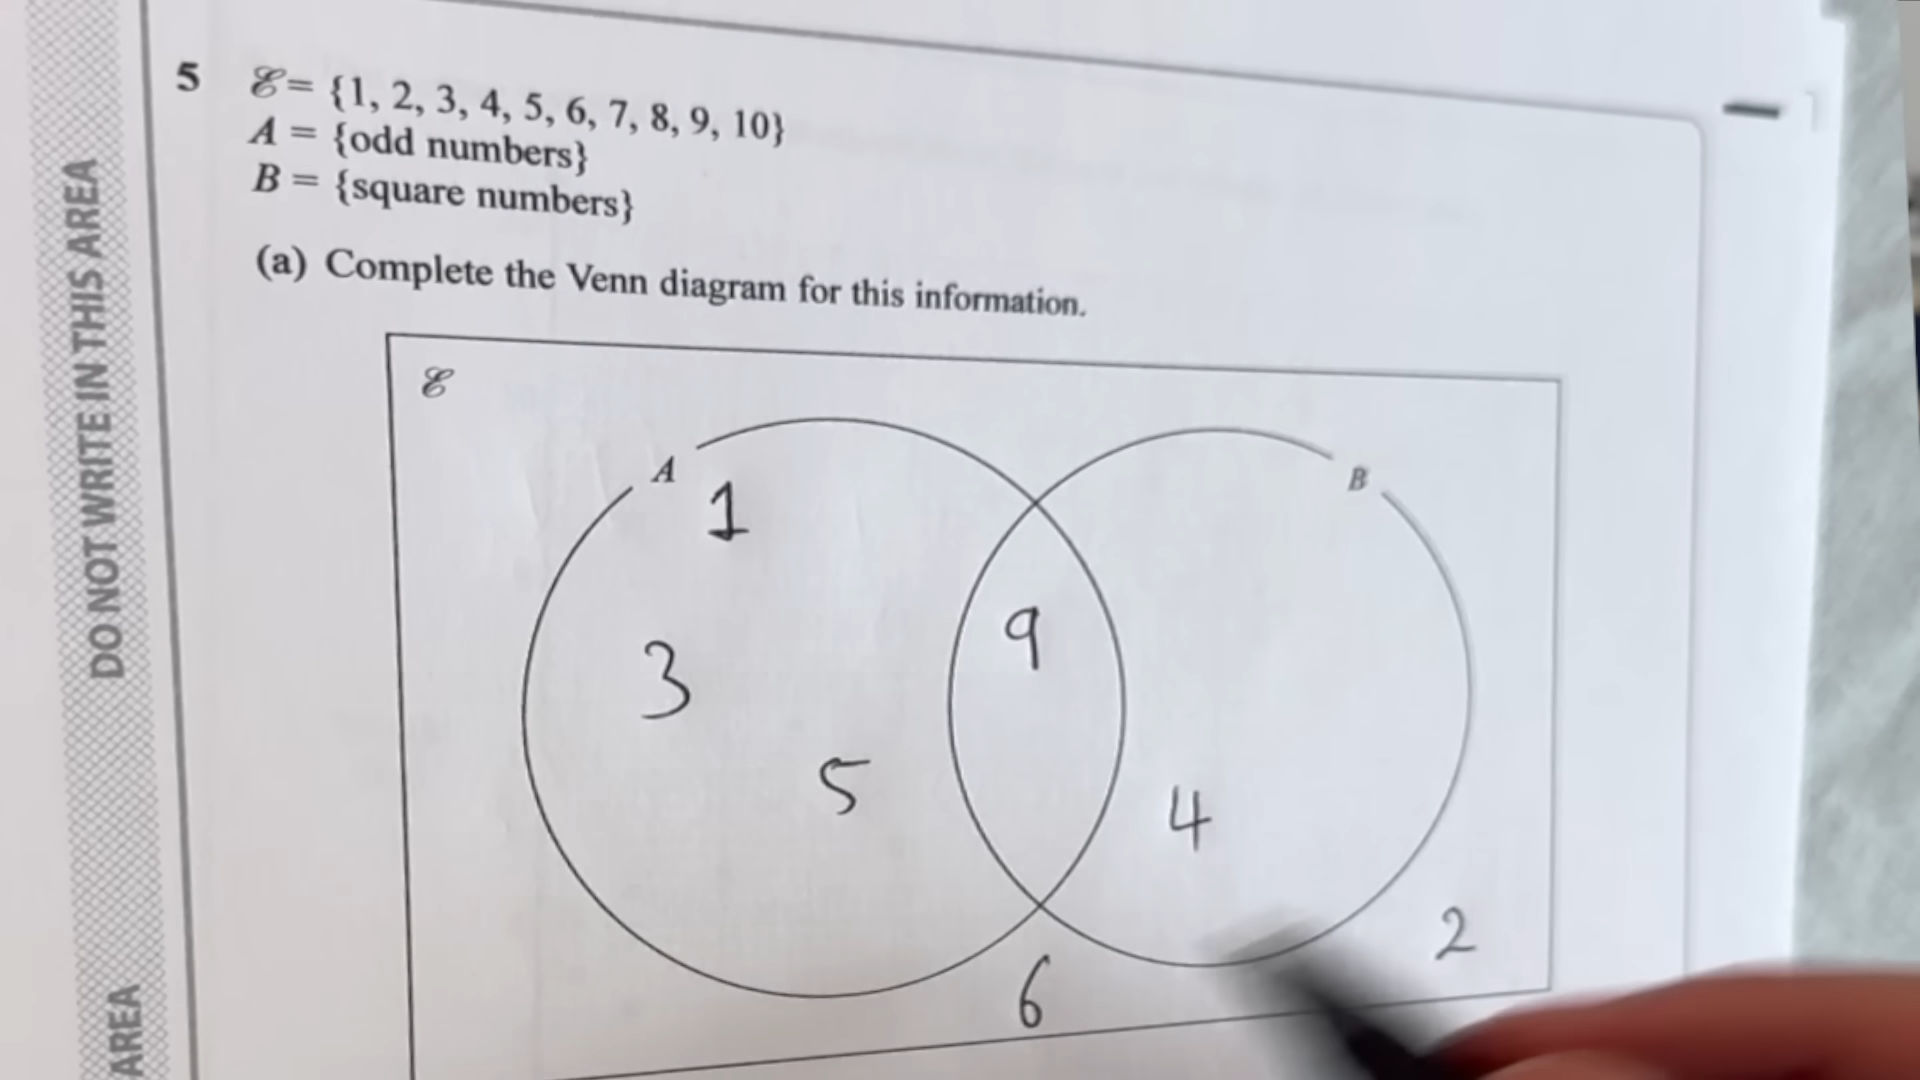 5 ℰ = {1, 2, 3, 4, 5, 6, 7, 8, 9, 10}
A = {odd numbers}
B = {square numbers}
(a) Complete the Venn diagram for this information.
ℰ
A
B
1
9
3
5
4
2
6
DO NOT WRITE IN THIS AREA
AREA